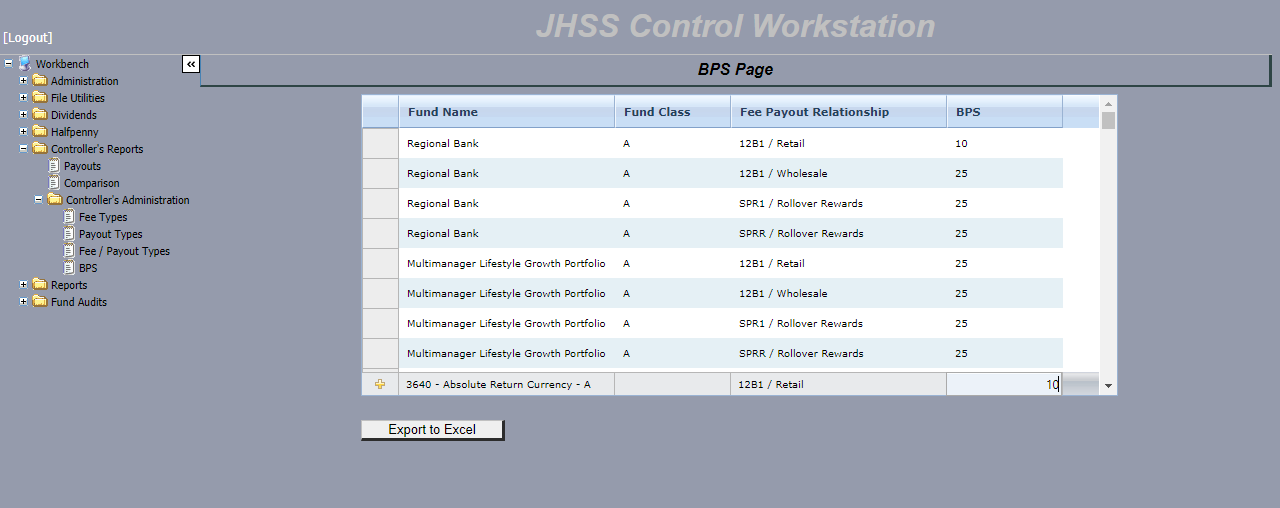 JHSS Control Workstation
[Logout]
Workbench
Administration
File Utilities
Dividends
Halfpenny
Controller's Reports
Payouts
Comparison
Controller's Administration
Fee Types
Payout Types
Fee / Payout Types
BPS
Reports
Fund Audits
«
BPS Page
Fund Name Fund Class Fee Payout Relationship BPS
Regional Bank A 12B1 / Retail 10
Regional Bank A 12B1 / Wholesale 25
Regional Bank A SPR1 / Rollover Rewards 25
Regional Bank A SPRR / Rollover Rewards 25
Multimanager Lifestyle Growth Portfolio A 12B1 / Retail 25
Multimanager Lifestyle Growth Portfolio A 12B1 / Wholesale 25
Multimanager Lifestyle Growth Portfolio A SPR1 / Rollover Rewards 25
Multimanager Lifestyle Growth Portfolio A SPRR / Rollover Rewards 25
3640 - Absolute Return Currency - A 12B1 / Retail 10
Export to Excel